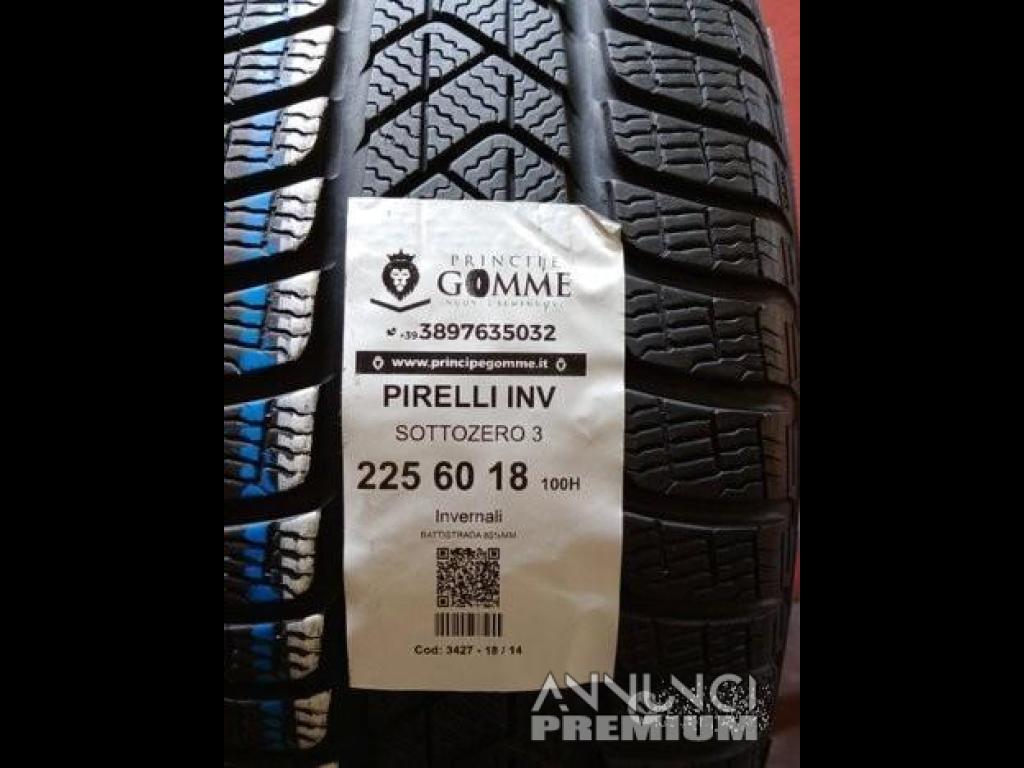 PRINCIPE
GOMME
+39 3897635032
www.principegomme.it
PIRELLI INV
SOTTOZERO 3
225 60 18 100H
Invernali
BATTISTRADA
Cod: 3427 - 18 / 14
ANNUNCI
PREMIUM